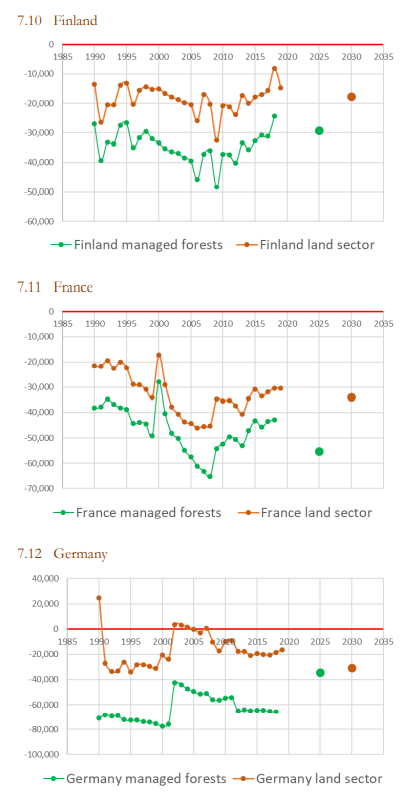 7.10 Finland
0
1985 1990 1995 2000 2005 2010 2015 2020 2025 2030 2035
-10,000
-20,000
-30,000
-40,000
-50,000
-60,000
Finland managed forests Finland land sector
7.11 France
0
1985 1990 1995 2000 2005 2010 2015 2020 2025 2030 2035
-10,000
-20,000
-30,000
-40,000
-50,000
-60,000
-70,000
France managed forests France land sector
7.12 Germany
40,000
20,000
0
1985 1990 1995 2000 2005 2010 2015 2020 2025 2030 2035
-20,000
-40,000
-60,000
-80,000
-100,000
Germany managed forests Germany land sector